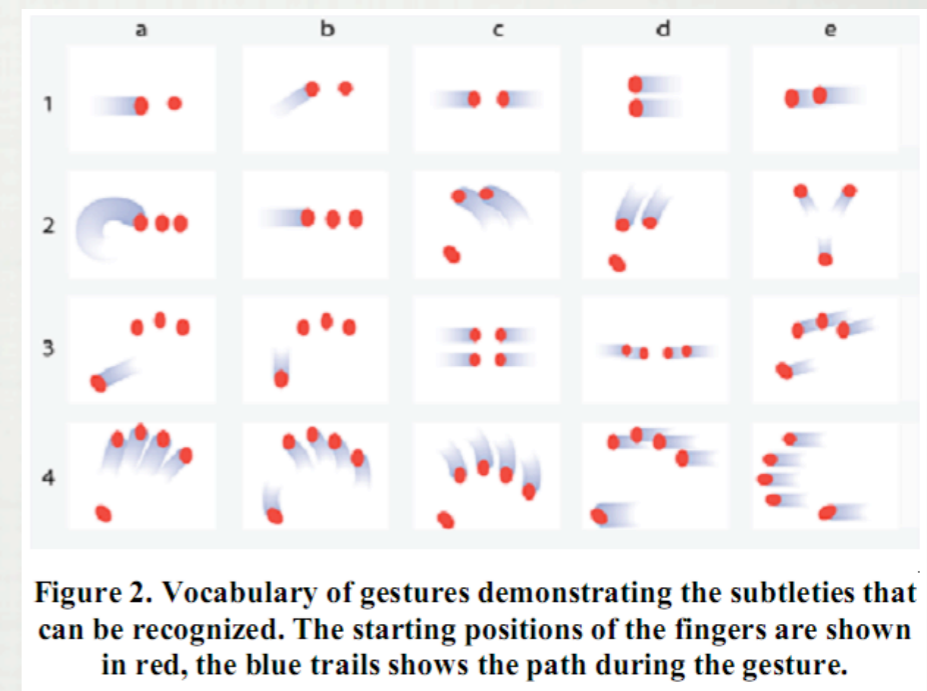 a b c d e
1
2
3
4
Figure 2. Vocabulary of gestures demonstrating the subtleties that
can be recognized. The starting positions of the fingers are shown
in red, the blue trails shows the path during the gesture.